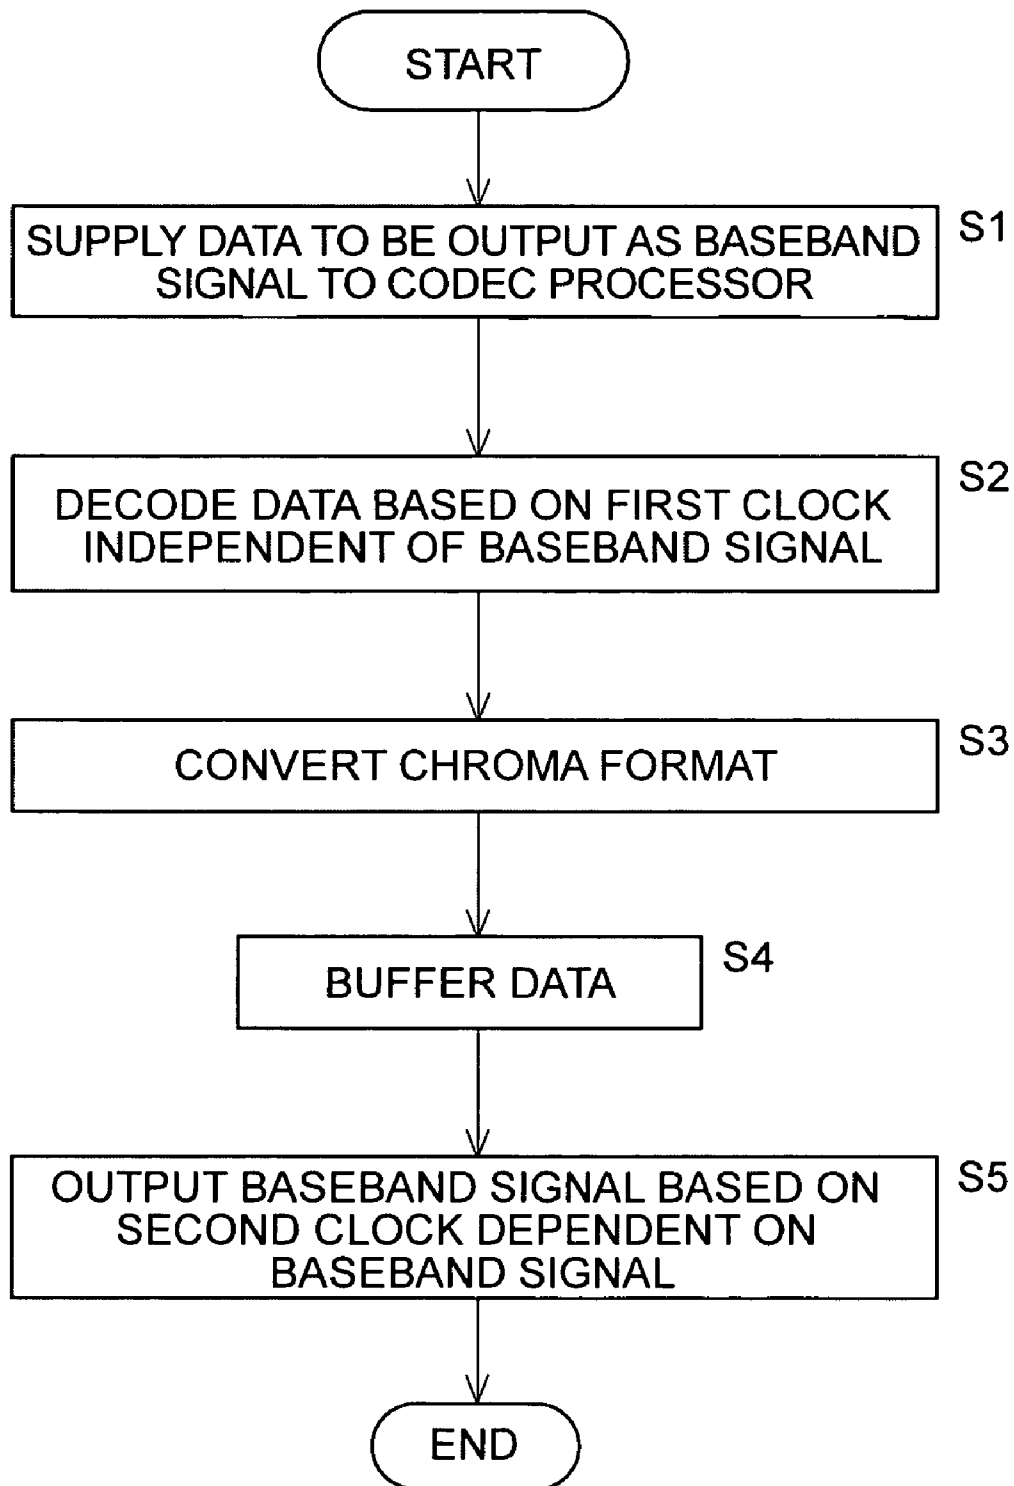 START
S1
SUPPLY DATA TO BE OUTPUT AS BASEBAND
SIGNAL TO CODEC PROCESSOR
S2
DECODE DATA BASED ON FIRST CLOCK
INDEPENDENT OF BASEBAND SIGNAL
S3
CONVERT CHROMA FORMAT
S4
BUFFER DATA
S5
OUTPUT BASEBAND SIGNAL BASED ON
SECOND CLOCK DEPENDENT ON
BASEBAND SIGNAL
END